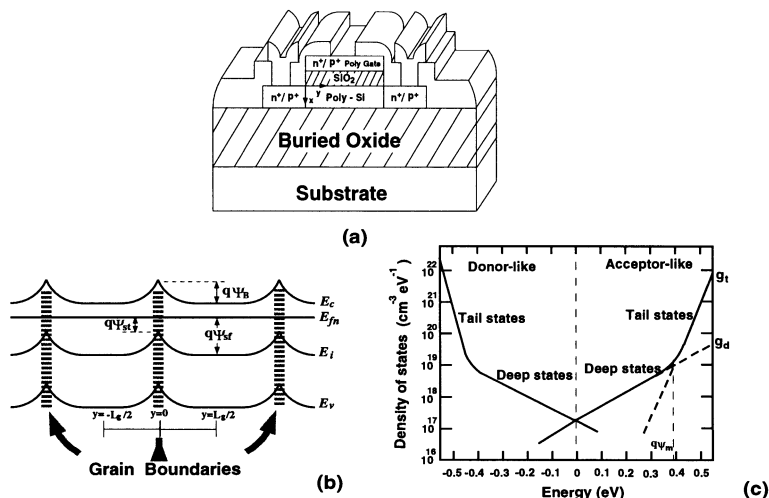 n⁺/ p⁺ Poly Gate
SiO₂
n⁺/ p⁺
y
x
Poly - Si
n⁺/ p⁺
Buried Oxide
Substrate
(a)
qΨB
Ec
Efn
qΨst
qΨsf
Ei
y= -Lg/2
y=0
y=Lg/2
Ev
Grain Boundaries
(b)
Density of states (cm⁻³ eV⁻¹)
10²²
10²¹
10²⁰
10¹⁹
10¹⁸
10¹⁷
10¹⁶
Donor-like
Acceptor-like
gt
Tail states
Tail states
gd
Deep states
Deep states
qΨm
-0.5 -0.4 -0.3 -0.2 -0.1 0 0.1 0.2 0.3 0.4 0.5
Energy (eV)
(c)